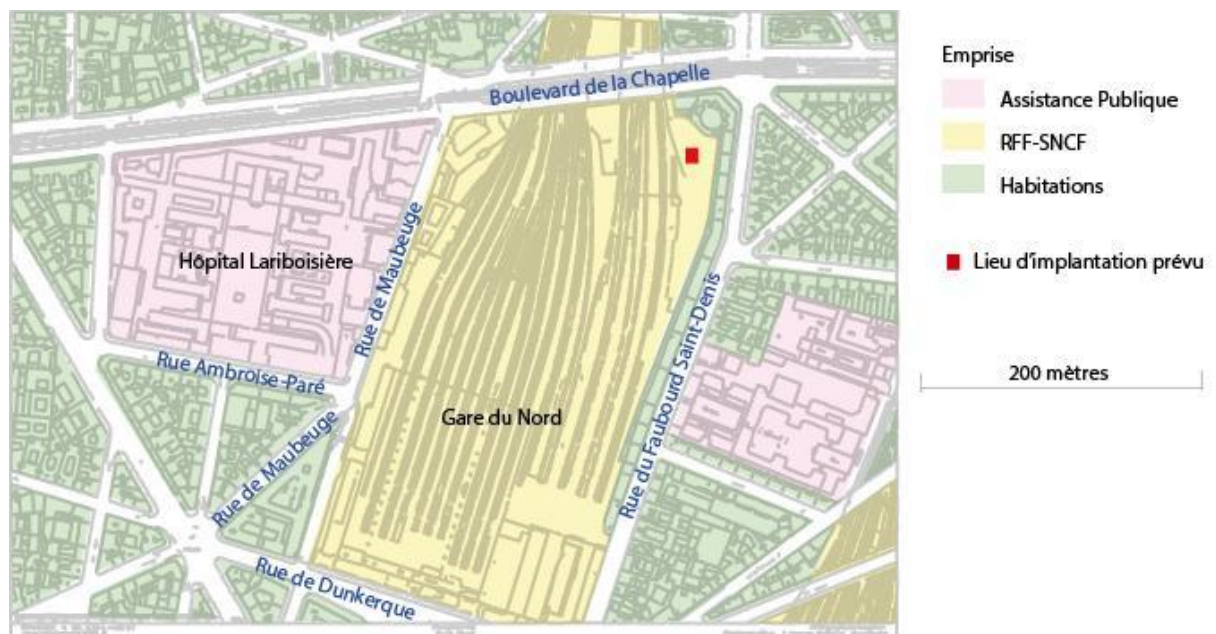 Boulevard de la Chapelle
Hôpital Lariboisière
Rue de Maubeuge
Rue Ambroise-Paré
Rue de Maubeuge
Gare du Nord
Rue du Faubourd Saint-Denis
Rue de Dunkerque
Emprise
Assistance Publique
RFF-SNCF
Habitations
Lieu d'implantation prévu
200 mètres